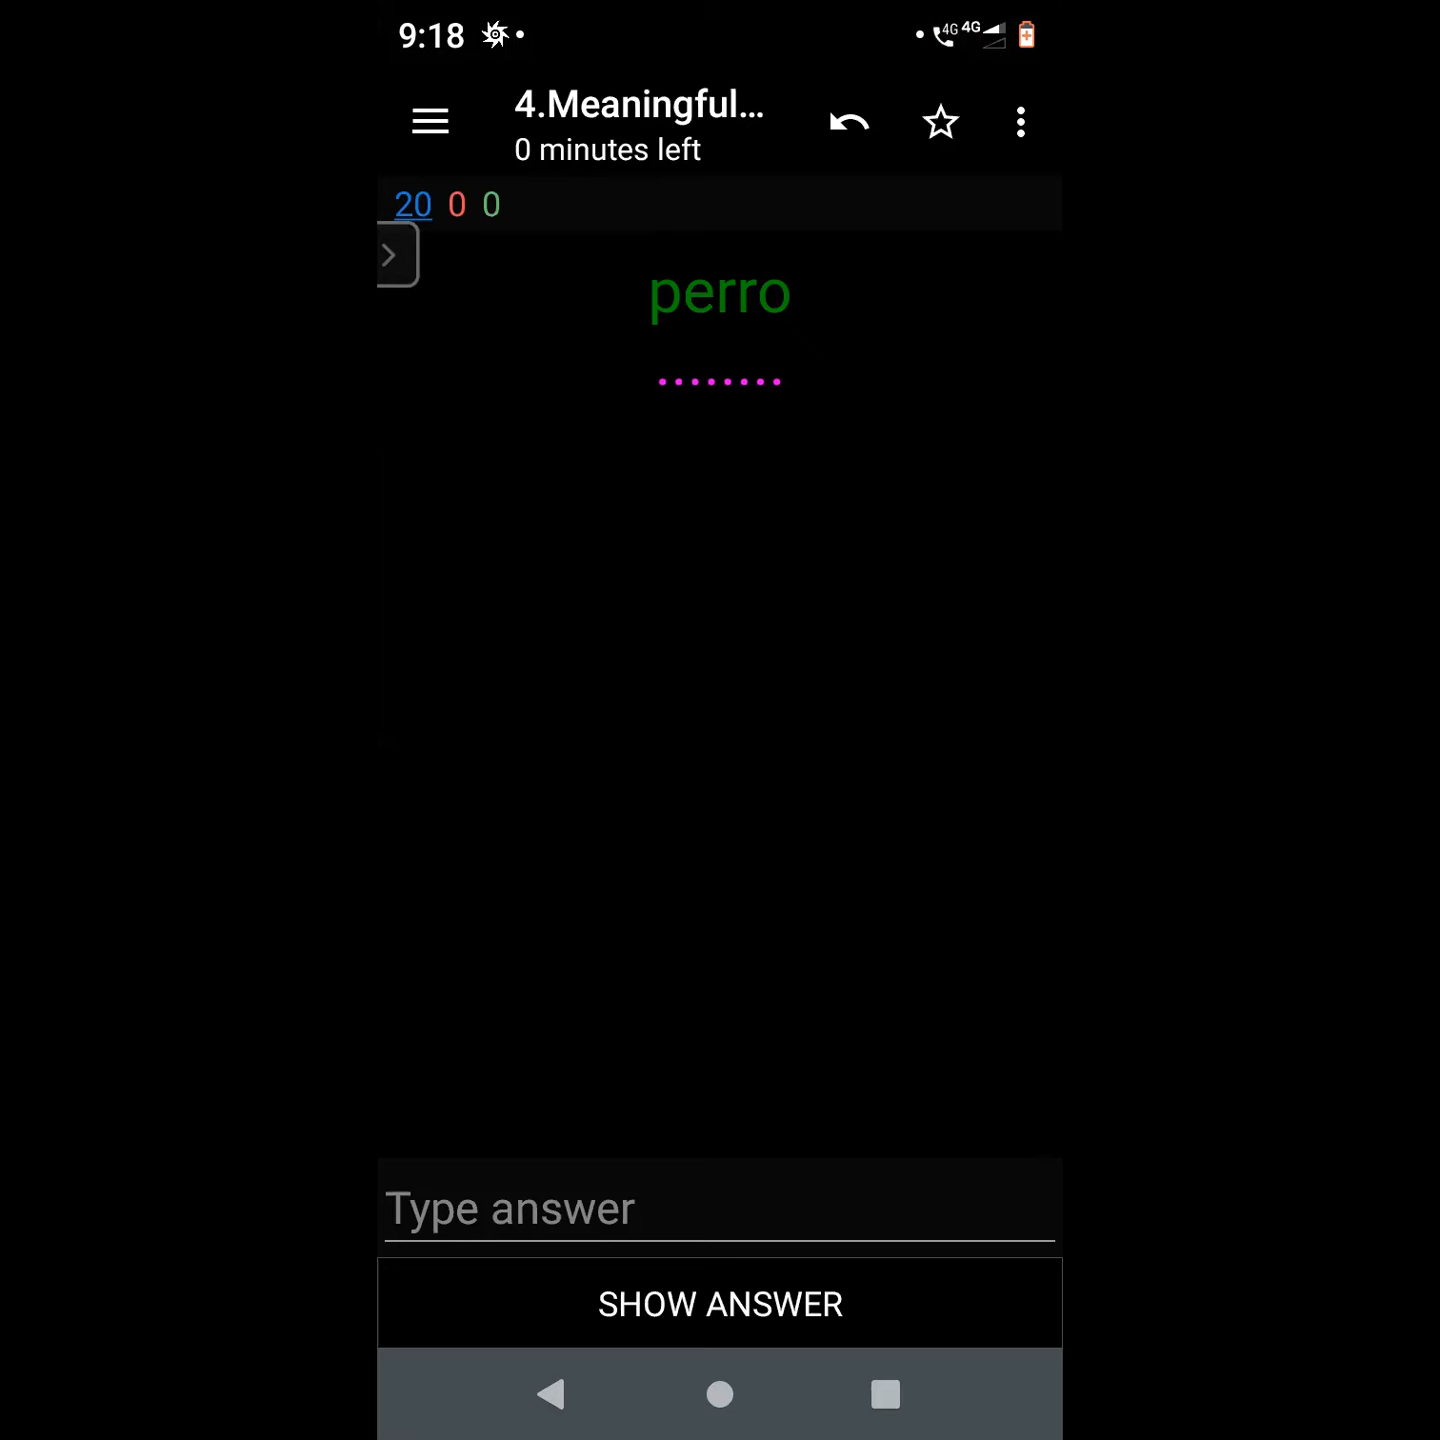 9:18
4G 4G
4.Meaningful...
0 minutes left
20 0 0
perro
........
Type answer
SHOW ANSWER